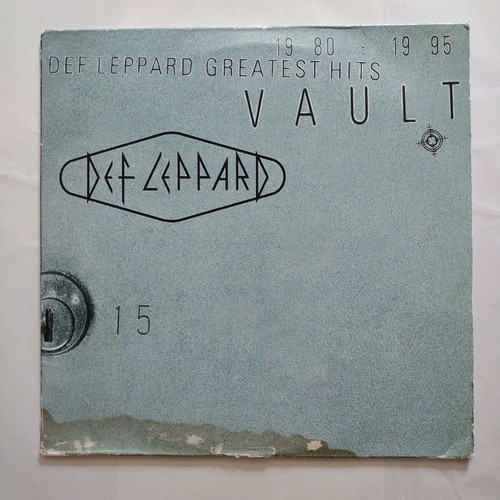 19 80 - 19 95
DEF LEPPARD GREATEST HITS
VAULT
DEF LEPPARD
15